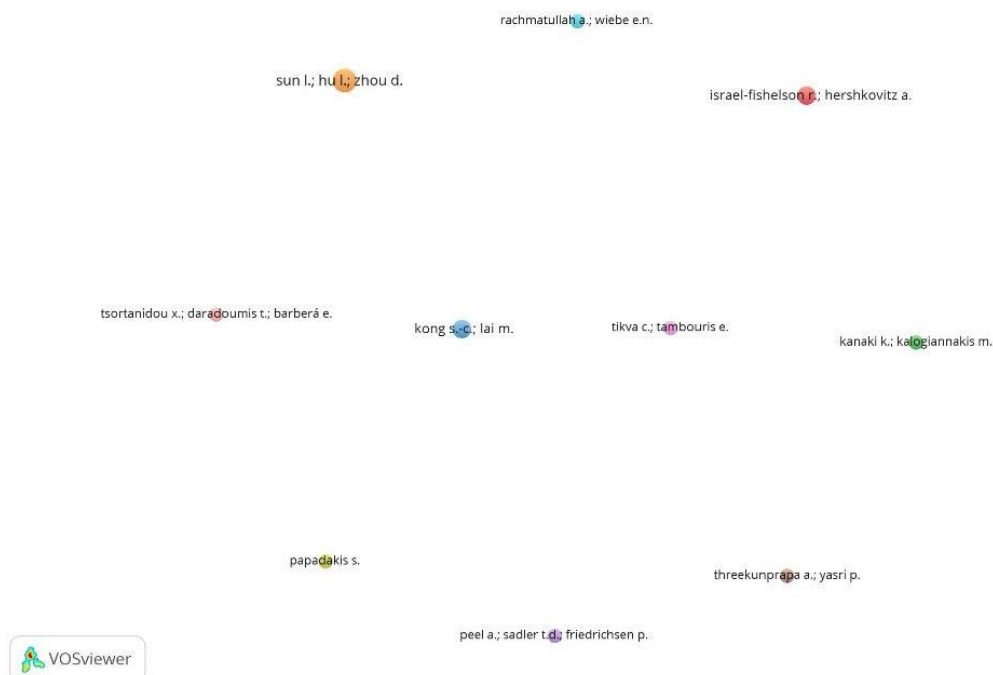 rachmatullah a.; wiebe e.n.
sun l.; hu l.; zhou d.
israel-fishelson r.; hershkovitz a.
tsortanidou x.; daradoumis t.; barberá e.
kong s.-c.; lai m.
tikva c.; tambouris e.
kanaki k.; kalogiannakis m.
papadakis s.
threekunprapa a.; yasri p.
peel a.; sadler t.d.; friedrichsen p.
VOSviewer